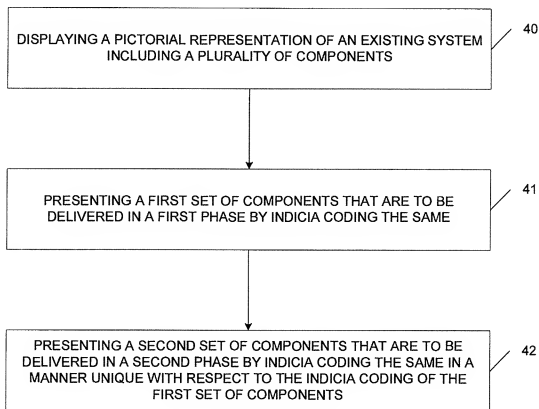 DISPLAYING A PICTORIAL REPRESENTATION OF AN EXISTING SYSTEM
INCLUDING A PLURALITY OF COMPONENTS
40
PRESENTING A FIRST SET OF COMPONENTS THAT ARE TO BE
DELIVERED IN A FIRST PHASE BY INDICIA CODING THE SAME
41
PRESENTING A SECOND SET OF COMPONENTS THAT ARE TO BE
DELIVERED IN A SECOND PHASE BY INDICIA CODING THE SAME IN A
MANNER UNIQUE WITH RESPECT TO THE INDICIA CODING OF THE
FIRST SET OF COMPONENTS
42